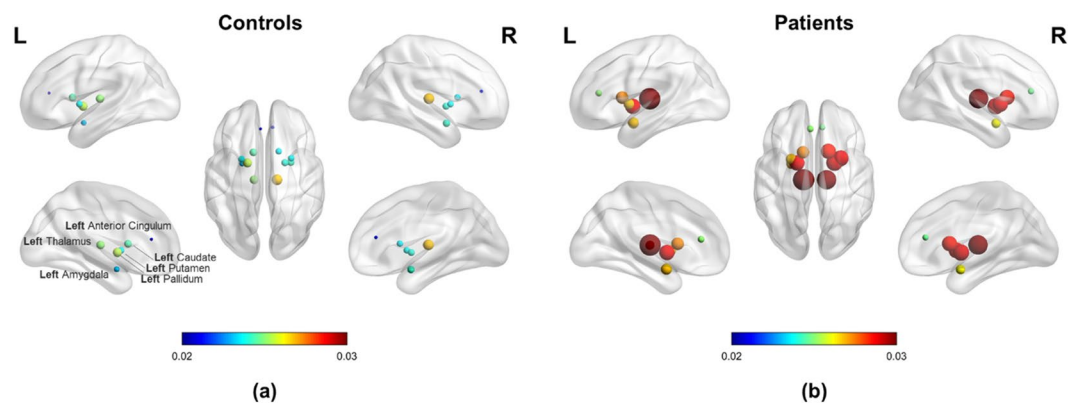 Controls
L
R
Left Anterior Cingulum
Left Thalamus
Left Caudate
Left Putamen
Left Amygdala
Left Pallidum
0.02
0.03
(a)
Patients
L
R
0.02
0.03
(b)